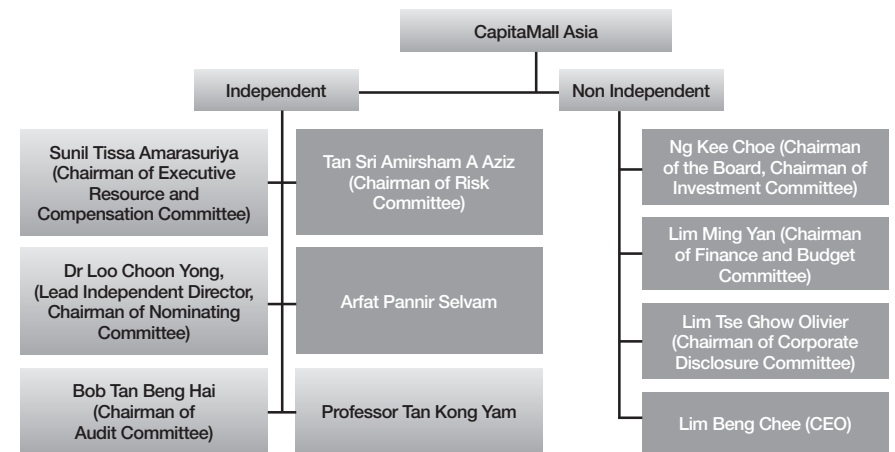 CapitaMall Asia
Independent
Non Independent
Sunil Tissa Amarasuriya
(Chairman of Executive
Resource and
Compensation Committee)
Tan Sri Amirsham A Aziz
(Chairman of Risk
Committee)
Ng Kee Choe (Chairman
of the Board, Chairman of
Investment Committee)
Dr Loo Choon Yong,
(Lead Independent Director,
Chairman of Nominating
Committee)
Arfat Pannir Selvam
Lim Ming Yan (Chairman
of Finance and Budget
Committee)
Lim Tse Ghow Olivier
(Chairman of Corporate
Disclosure Committee)
Bob Tan Beng Hai
(Chairman of
Audit Committee)
Professor Tan Kong Yam
Lim Beng Chee (CEO)